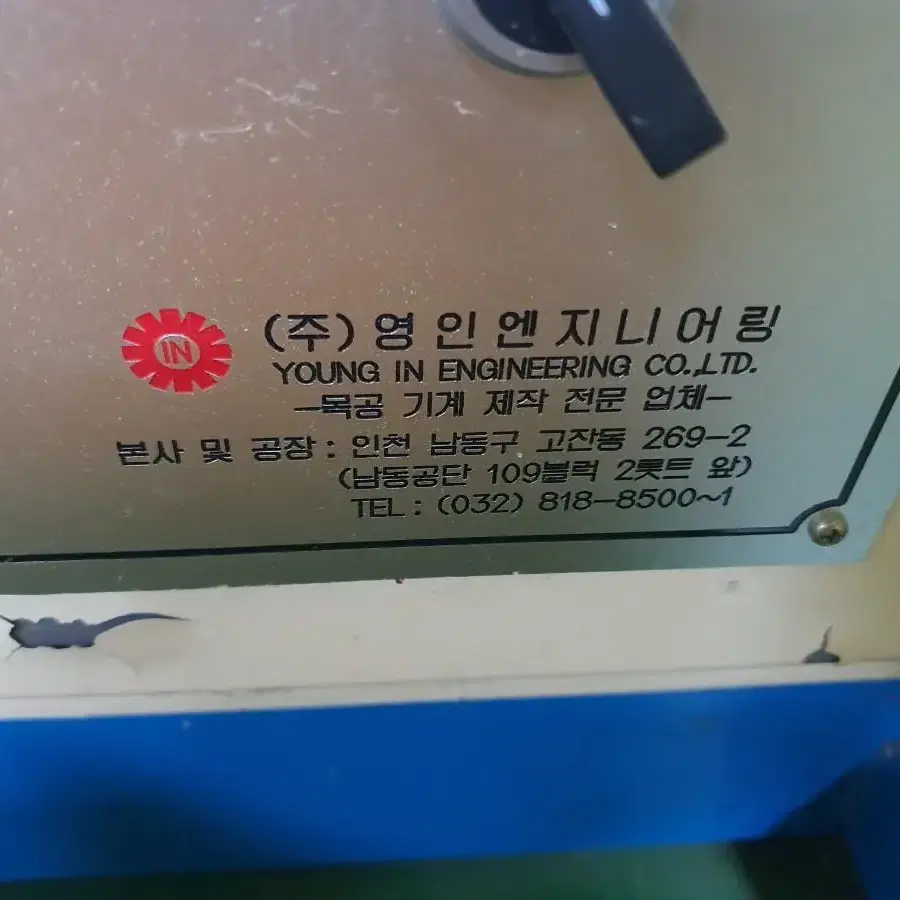 IN
(주)영인엔지니어링
YOUNG IN ENGINEERING CO.,LTD.
—목공 기계 제작 전문 업체—
본사 및 공장 : 인천 남동구 고잔동 269-2
(남동공단 109블럭 2롯트 앞)
TEL : (032) 818-8500~1